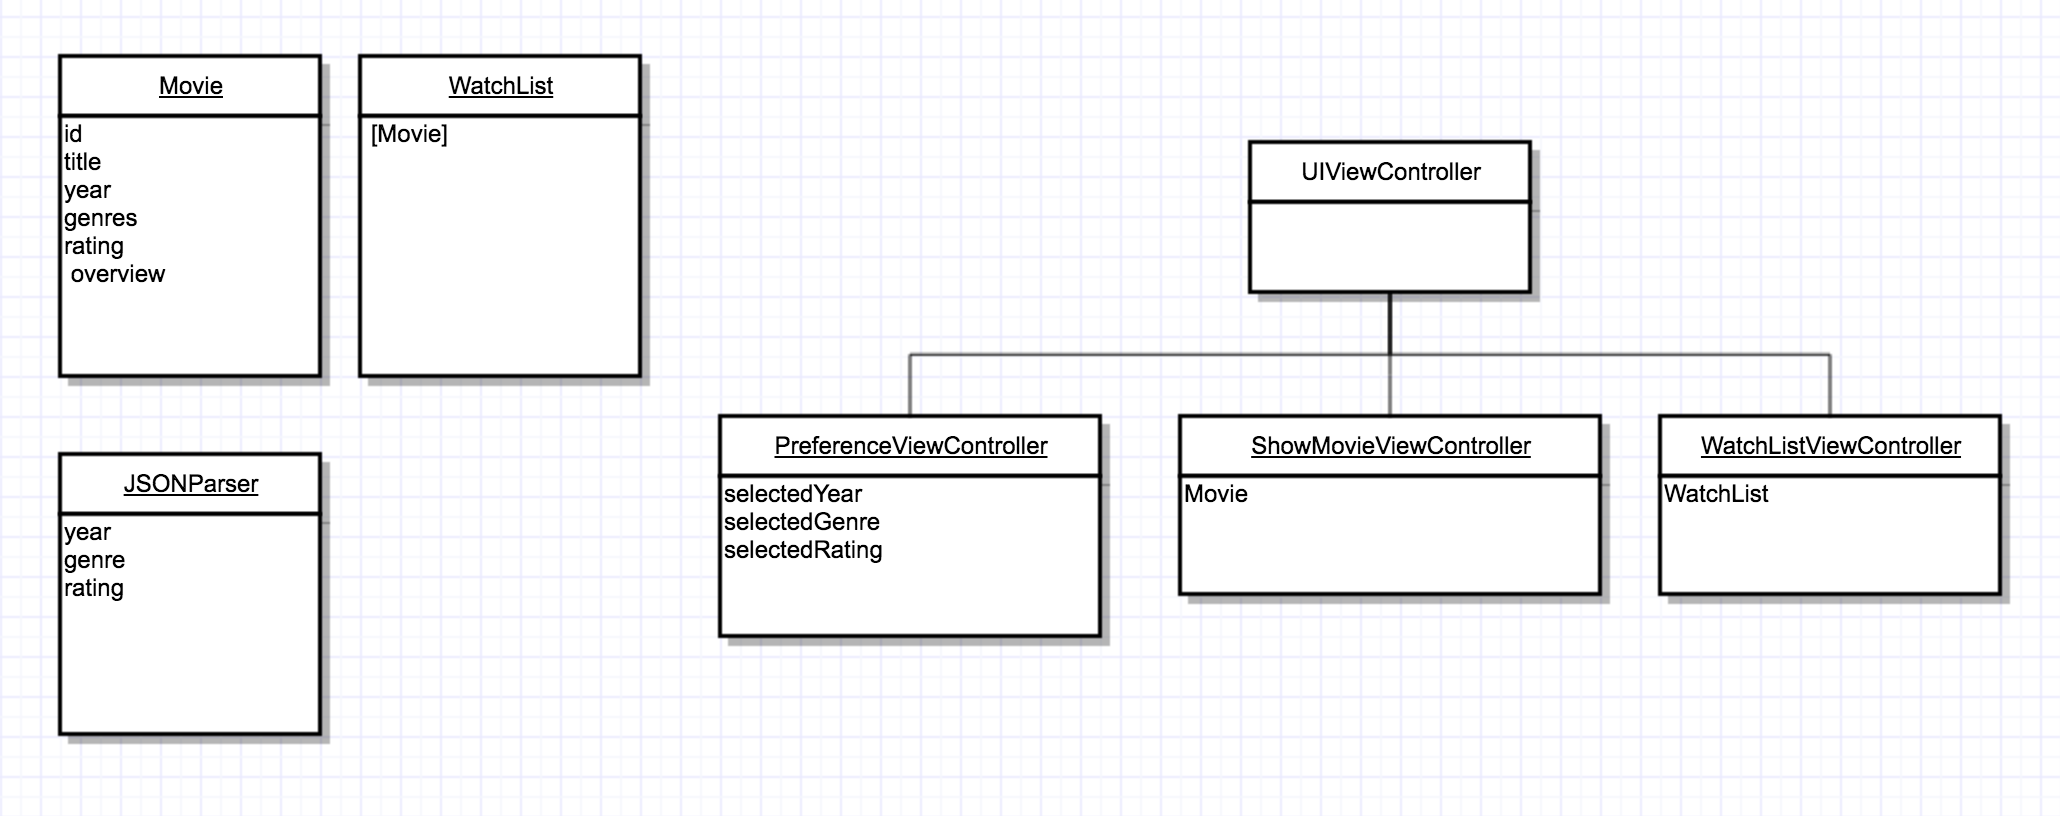 Movie
id
title
year
genres
rating
overview
WatchList
[Movie]
JSONParser
year
genre
rating
UIViewController
PreferenceViewController
selectedYear
selectedGenre
selectedRating
ShowMovieViewController
Movie
WatchListViewController
WatchList